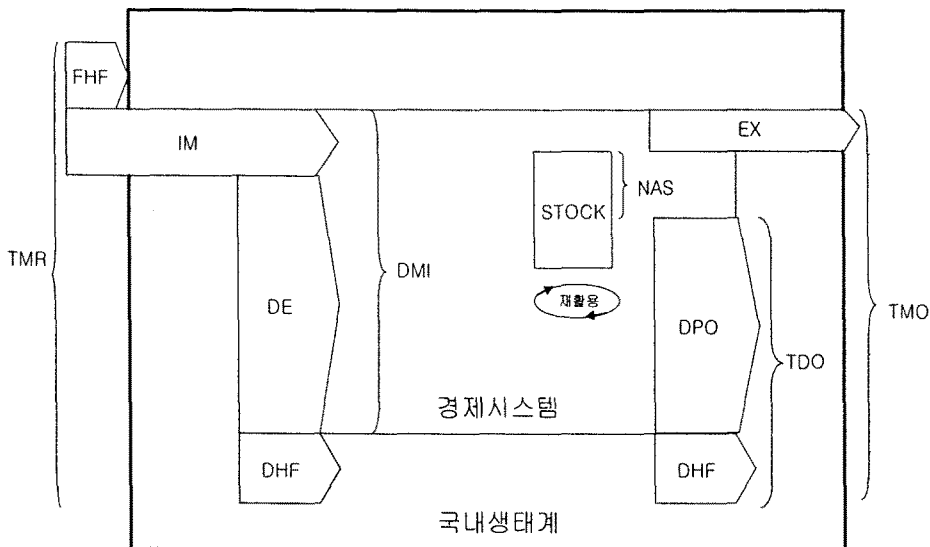 FHF
IM
EX
NAS
STOCK
TMR
DMI
DE
재활용
DPO
TMO
TDO
경제시스템
DHF
DHF
국내생태계